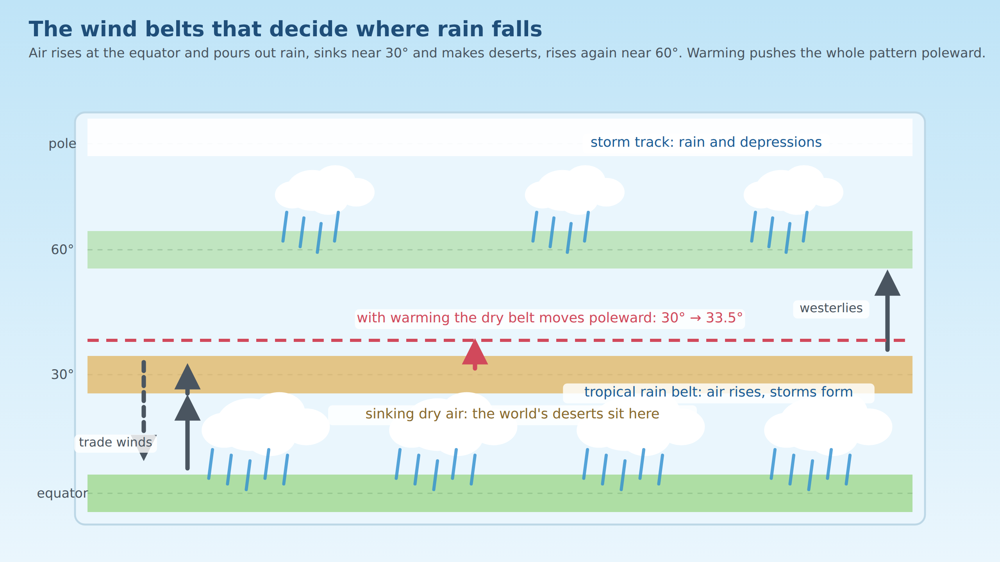 The wind belts that decide where rain falls
Air rises at the equator and pours out rain, sinks near 30° and makes deserts, rises again near 60°. Warming pushes the whole pattern poleward.
pole
storm track: rain and depressions
60°
westerlies
with warming the dry belt moves poleward: 30° → 33.5°
30°
tropical rain belt: air rises, storms form
sinking dry air: the world's deserts sit here
trade winds
equator